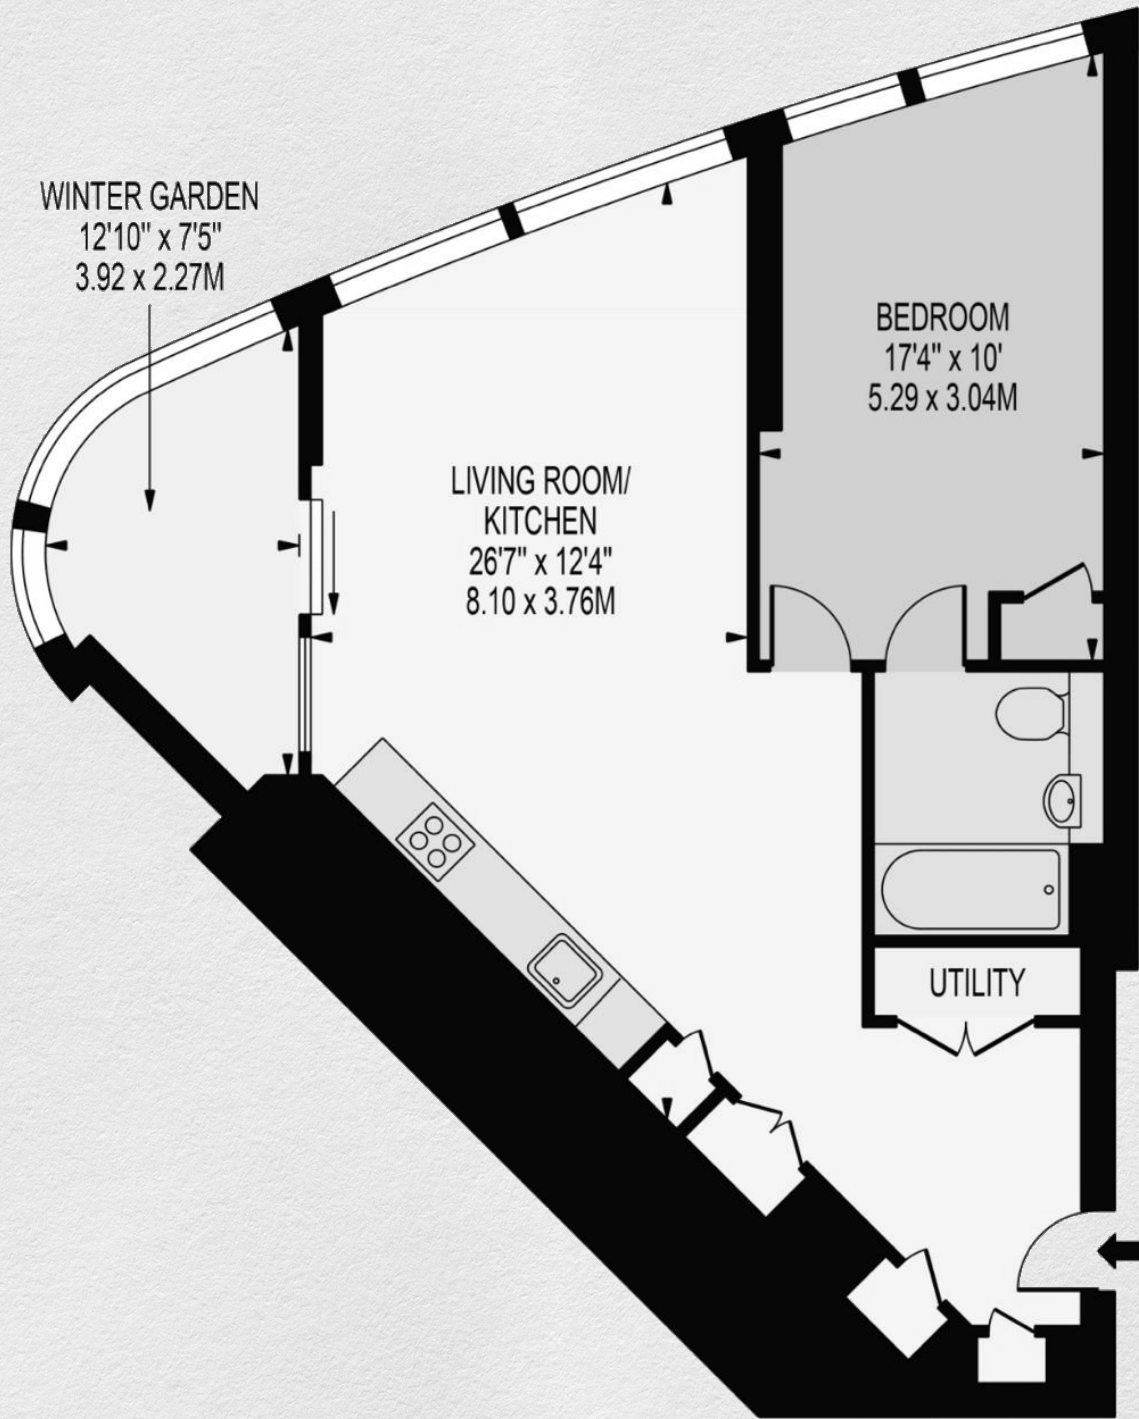 WINTER GARDEN
12'10" x 7'5"
3.92 x 2.27M
BEDROOM
17'4" x 10'
5.29 x 3.04M
LIVING ROOM/
KITCHEN
26'7" x 12'4"
8.10 x 3.76M
UTILITY